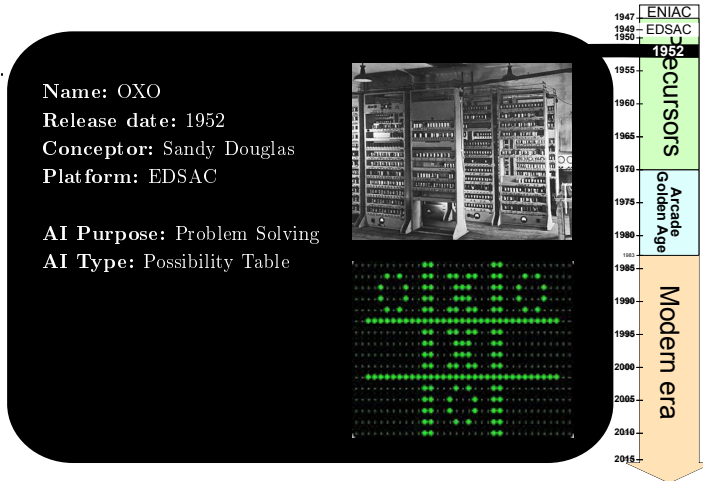 Name: OXO
Release date: 1952
Conceptor: Sandy Douglas
Platform: EDSAC
AI Purpose: Problem Solving
AI Type: Possibility Table
ENIAC
1947
1949
EDSAC
1950
1952
1955
1960
1965
1970
1975
1980
1983
1985
1990
1995
2000
2005
2010
2015
ecursors
Arcade
Golden Age
Modern era